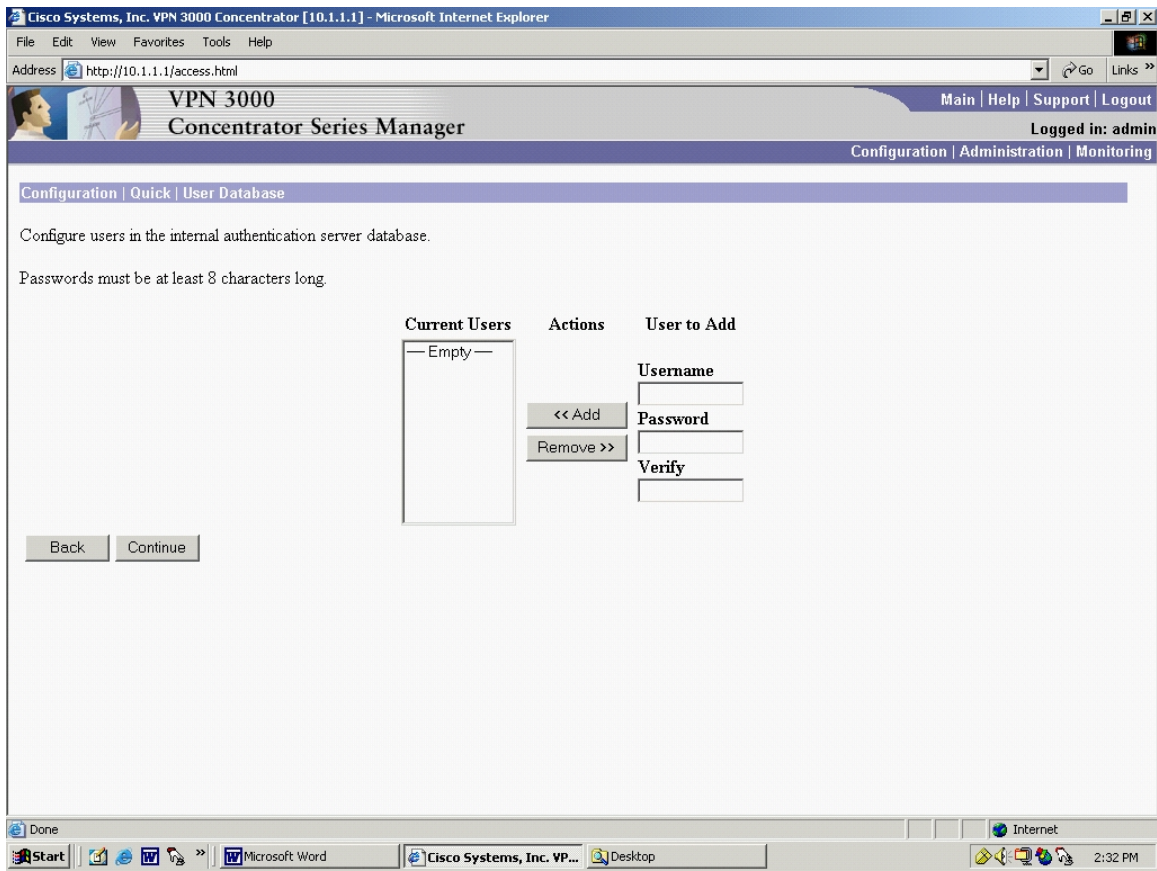 Cisco Systems, Inc. VPN 3000 Concentrator [10.1.1.1] - Microsoft Internet Explorer
File Edit View Favorites Tools Help
Address http://10.1.1.1/access.html Go Links »
VPN 3000
Concentrator Series Manager
Main | Help | Support | Logout
Logged in: admin
Configuration | Administration | Monitoring
Configuration | Quick | User Database
Configure users in the internal authentication server database.
Passwords must be at least 8 characters long.
Current Users Actions User to Add
— Empty —
Username
<< Add
Password
Remove >>
Verify
Back Continue
Done Internet
Start » Microsoft Word Cisco Systems, Inc. VP... Desktop 2:32 PM